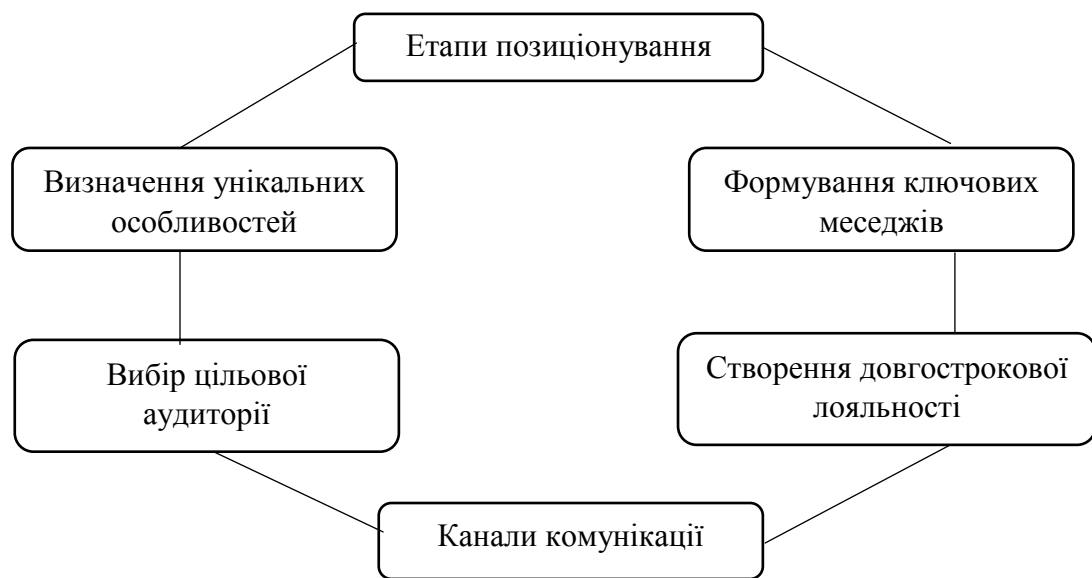 Етапи позиціонування
Визначення унікальних
особливостей
Формування ключових
меседжів
Вибір цільової
аудиторії
Створення довгострокової
лояльності
Канали комунікації